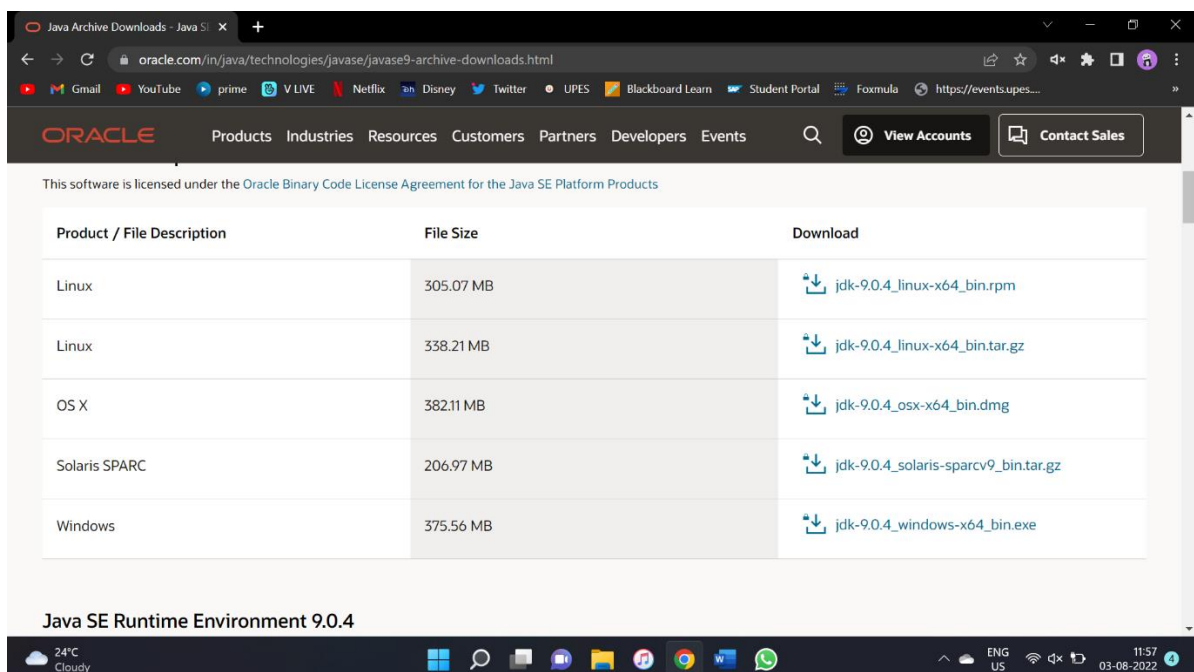 Java Archive Downloads - Java S
oracle.com/in/java/technologies/javase/javase9-archive-downloads.html
Gmail YouTube prime V LIVE Netflix Disney Twitter UPES Blackboard Learn Student Portal Foxmula https://events.upes....
ORACLE Products Industries Resources Customers Partners Developers Events View Accounts Contact Sales
This software is licensed under the Oracle Binary Code License Agreement for the Java SE Platform Products
Product / File Description File Size Download
Linux 305.07 MB jdk-9.0.4_linux-x64_bin.rpm
Linux 338.21 MB jdk-9.0.4_linux-x64_bin.tar.gz
OS X 382.11 MB jdk-9.0.4_osx-x64_bin.dmg
Solaris SPARC 206.97 MB jdk-9.0.4_solaris-sparcv9_bin.tar.gz
Windows 375.56 MB jdk-9.0.4_windows-x64_bin.exe
Java SE Runtime Environment 9.0.4
24°C ENG 11:57
Cloudy US 03-08-2022 4